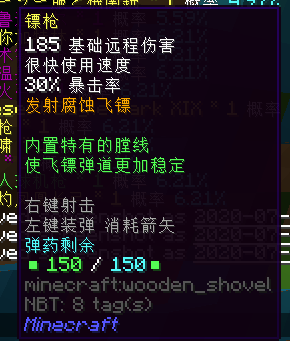 镖枪
185 基础远程伤害
很快使用速度
30% 暴击率
发射腐蚀飞镖
内置特有的膛线
使飞镖弹道更加稳定
右键射击
左键装弹 消耗箭矢
弹药剩余
150 / 150
minecraft:wooden_shovel
NBT: 8 tag(s)
Minecraft